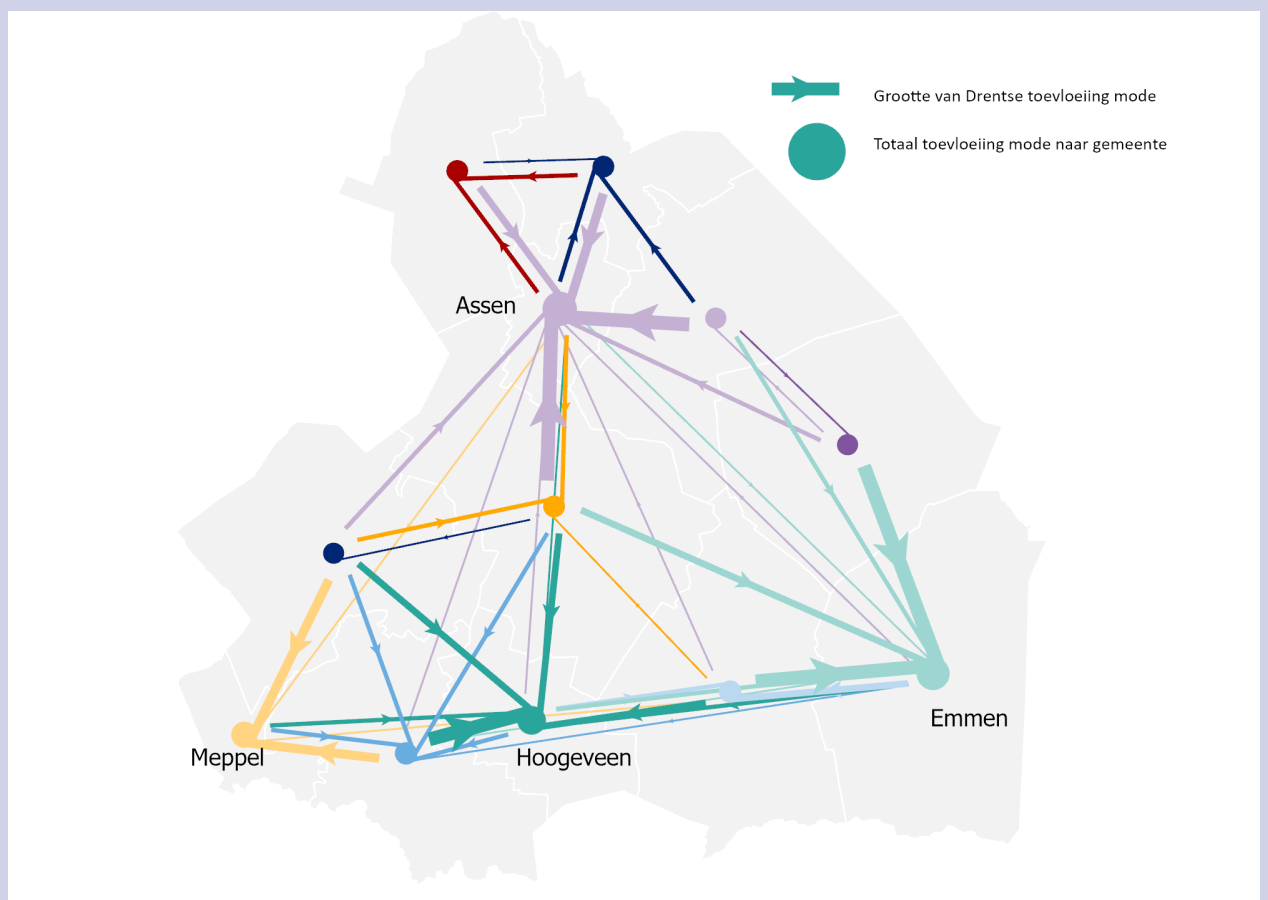 Grootte van Drentse toevloeiing mode
Totaal toevloeiing mode naar gemeente
Assen
Emmen
Meppel
Hoogeveen